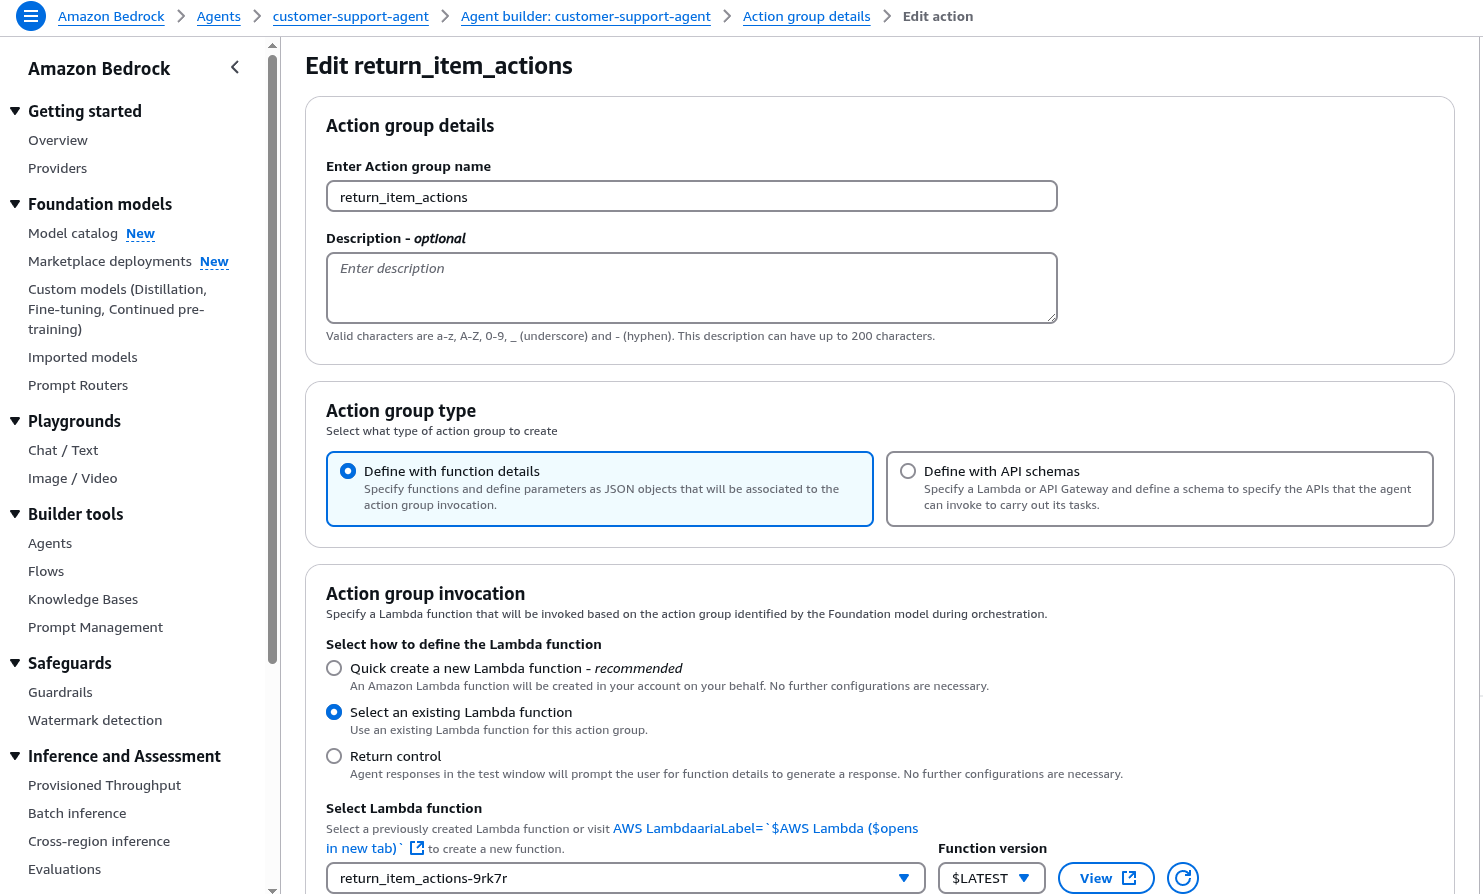 Amazon Bedrock > Agents > customer-support-agent > Agent builder: customer-support-agent > Action group details > Edit action
Amazon Bedrock
Getting started
Overview
Providers
Foundation models
Model catalog New
Marketplace deployments New
Custom models (Distillation,
Fine-tuning, Continued pre-
training)
Imported models
Prompt Routers
Playgrounds
Chat / Text
Image / Video
Builder tools
Agents
Flows
Knowledge Bases
Prompt Management
Safeguards
Guardrails
Watermark detection
Inference and Assessment
Provisioned Throughput
Batch inference
Cross-region inference
Evaluations
Edit return_item_actions
Action group details
Enter Action group name
return_item_actions
Description - optional
Enter description
Valid characters are a-z, A-Z, 0-9, _ (underscore) and - (hyphen). This description can have up to 200 characters.
Action group type
Select what type of action group to create
Define with function details
Specify functions and define parameters as JSON objects that will be associated to the
action group invocation.
Define with API schemas
Specify a Lambda or API Gateway and define a schema to specify the APIs that the agent
can invoke to carry out its tasks.
Action group invocation
Specify a Lambda function that will be invoked based on the action group identified by the Foundation model during orchestration.
Select how to define the Lambda function
Quick create a new Lambda function - recommended
An Amazon Lambda function will be created in your account on your behalf. No further configurations are necessary.
Select an existing Lambda function
Use an existing Lambda function for this action group.
Return control
Agent responses in the test window will prompt the user for function details to generate a response. No further configurations are necessary.
Select Lambda function
Select a previously created Lambda function or visit AWS LambdaariaLabel=`$AWS Lambda ($opens
in new tab)` to create a new function.
return_item_actions-9rk7r
Function version
$LATEST
View